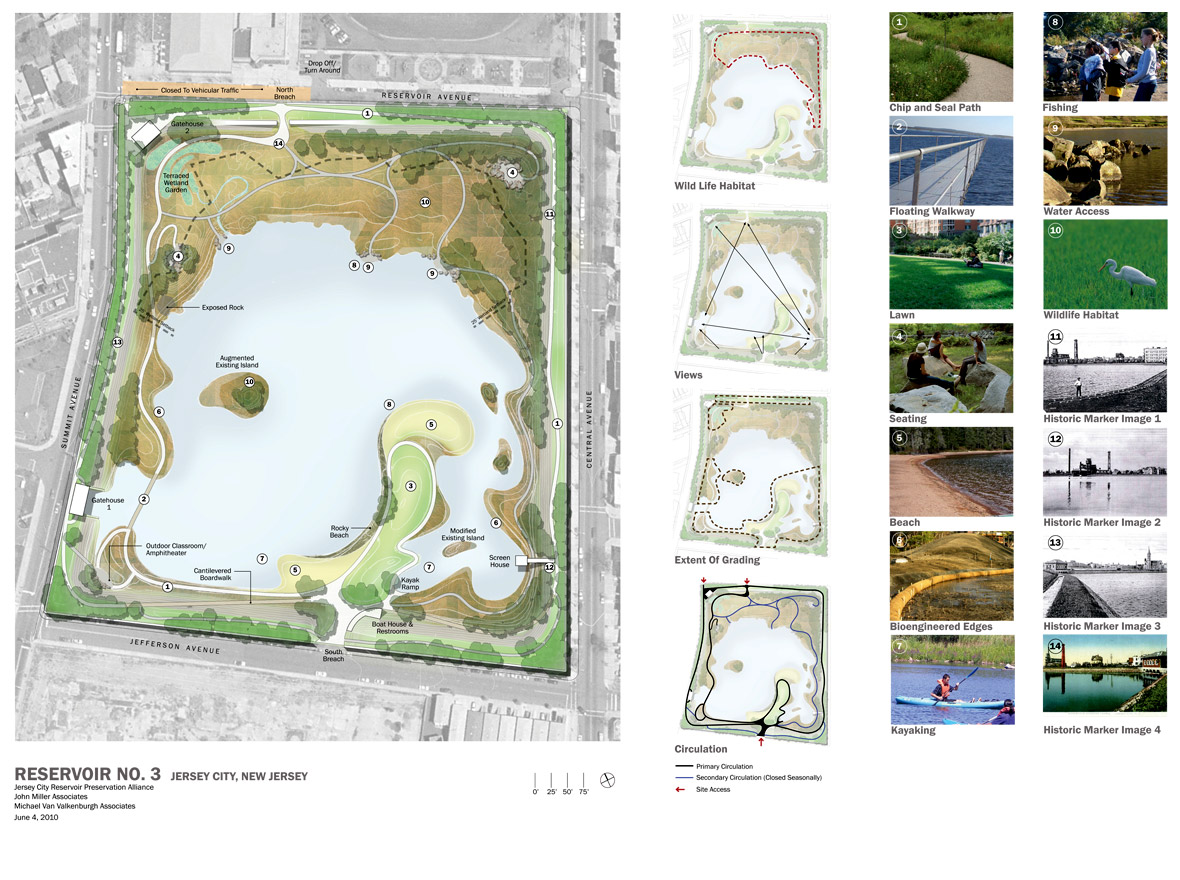 Drop Off/
Turn Around
Closed To Vehicular Traffic
North
Breach
RESERVOIR AVENUE
1
Gatehouse
2
14
4
Terraced
Wetland
Garden
10
11
9
4
8
9
9
Exposed Rock
13
Augmented
Existing Island
10
SUMMIT AVENUE
6
8
5
1
CENTRAL AVENUE
3
Gatehouse
1
2
Rocky
Beach
6
Modified
Existing Island
Outdoor Classroom/
Amphitheater
7
5
7
Screen
House
12
Cantilevered
Boardwalk
1
Kayak
Ramp
Boat House &
Restrooms
JEFFERSON AVENUE
South
Breach
RESERVOIR NO. 3 JERSEY CITY, NEW JERSEY
Jersey City Reservoir Preservation Alliance
John Miller Associates
Michael Van Valkenburgh Associates
June 4, 2010
0' 25' 50' 75'
Wild Life Habitat
Views
Extent Of Grading
Circulation
Primary Circulation
Secondary Circulation (Closed Seasonally)
Site Access
1
Chip and Seal Path
2
Floating Walkway
3
Lawn
4
Seating
5
Beach
6
Bioengineered Edges
7
Kayaking
8
Fishing
9
Water Access
10
Wildlife Habitat
11
Historic Marker Image 1
12
Historic Marker Image 2
13
Historic Marker Image 3
14
Historic Marker Image 4